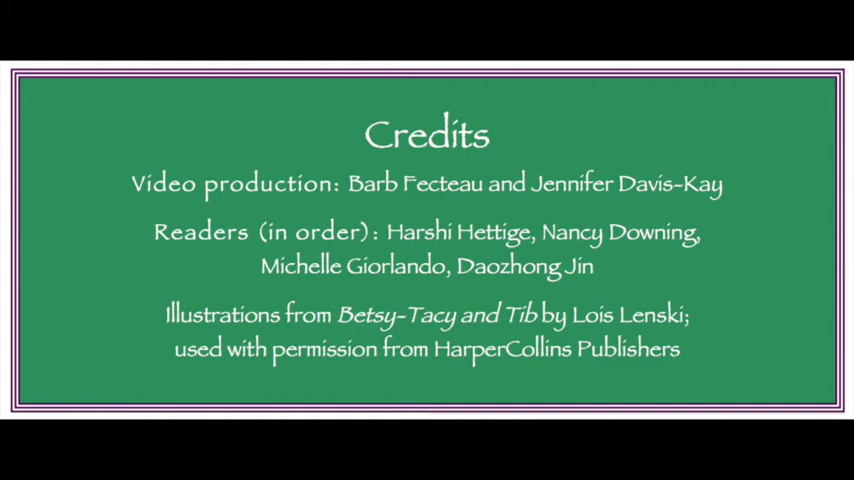 Credits
Video production: Barb Fecteau and Jennifer Davis-Kay
Readers (in order): Harshi Hettige, Nancy Downing,
Michelle Giorlando, Daozhong Jin
Illustrations from Betsy-Tacy and Tib by Lois Lenski;
used with permission from HarperCollins Publishers